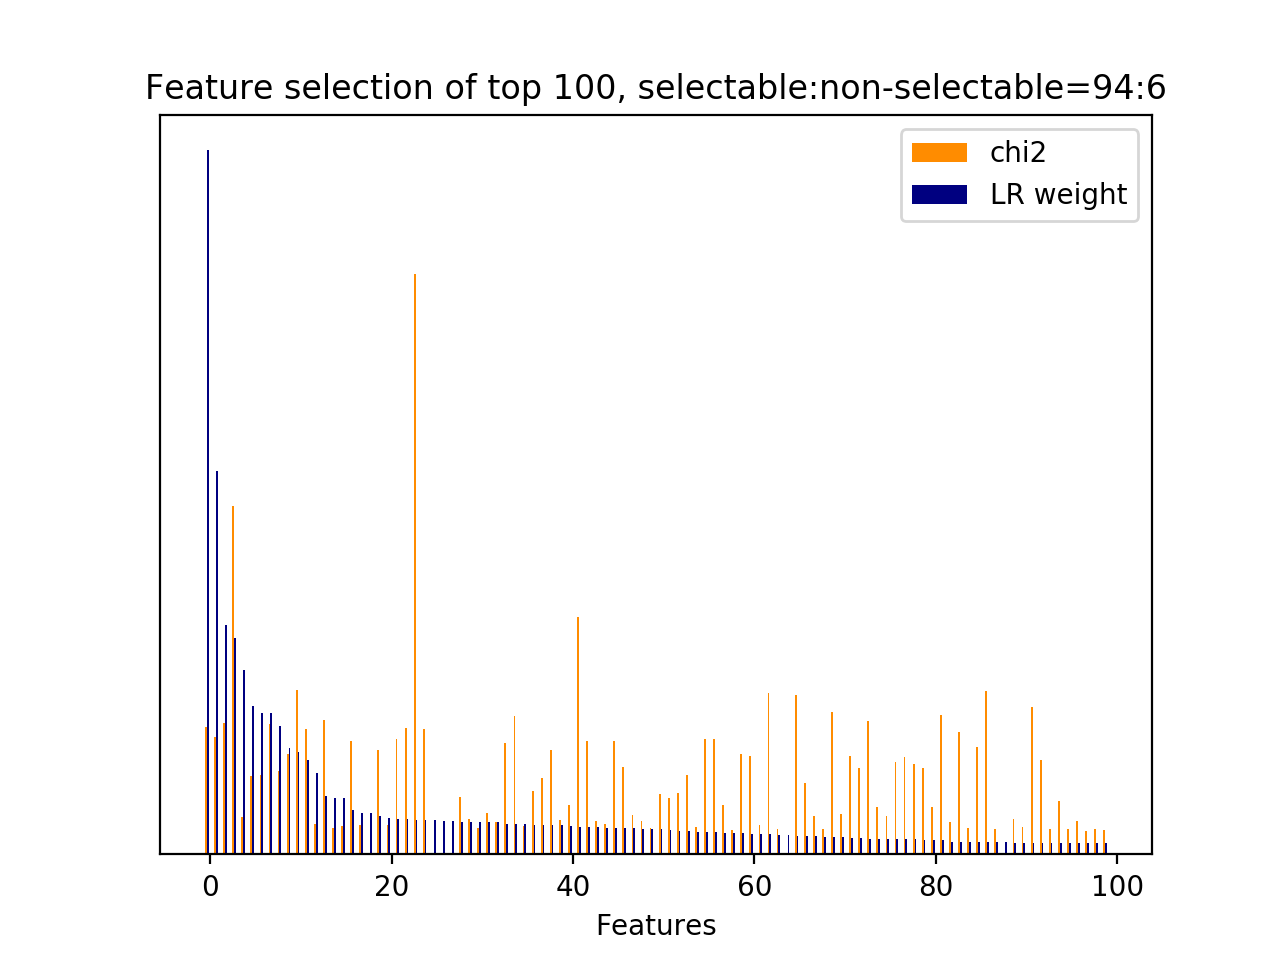 Feature selection of top 100, selectable:non-selectable=94:6
chi2
LR weight
0 20 40 60 80 100
Features